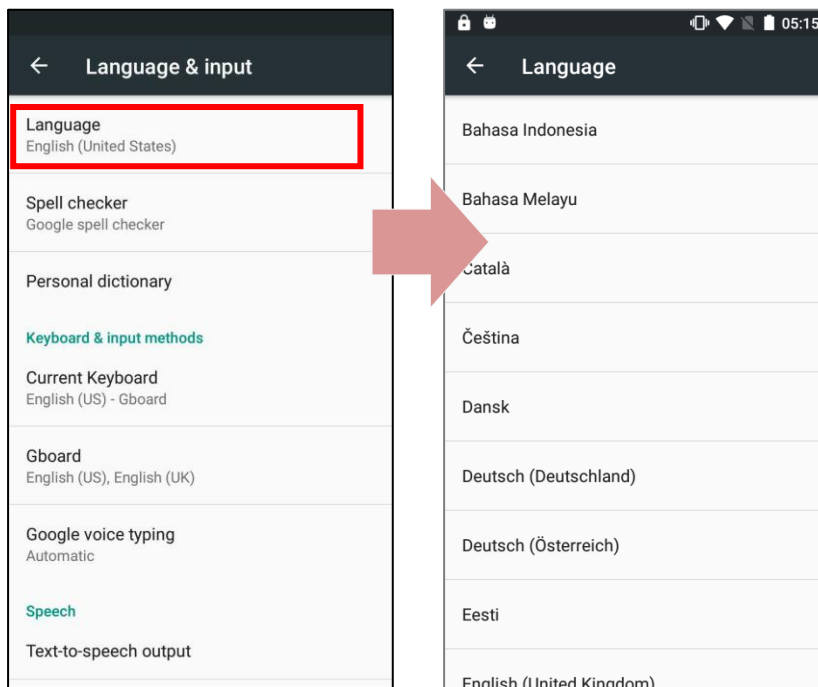 Language & input
Language
English (United States)
Spell checker
Google spell checker
Personal dictionary
Keyboard & input methods
Current Keyboard
English (US) - Gboard
Gboard
English (US), English (UK)
Google voice typing
Automatic
Speech
Text-to-speech output
05:15
Language
Bahasa Indonesia
Bahasa Melayu
Català
Čeština
Dansk
Deutsch (Deutschland)
Deutsch (Österreich)
Eesti
English (United Kingdom)